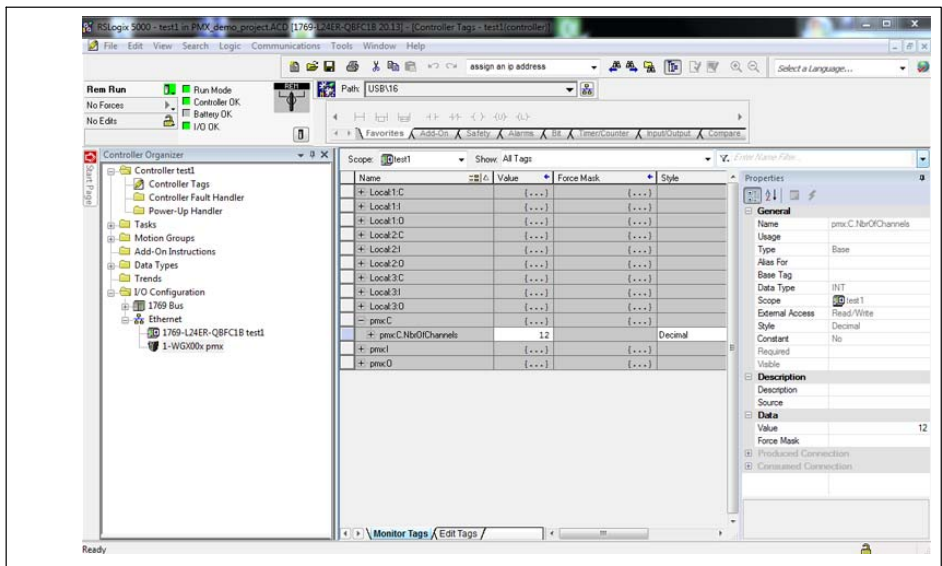 RSLogix 5000 - test1 in PMX_demo_project.ACD [1769-L24ER-QBFC1B 20.13] - [Controller Tags - test1(controller)]
File Edit View Search Logic Communications Tools Window Help
assign an ip address
Select a Language...
Rem Run
Run Mode
REM
Path: USB\16
No Forces
Controller OK
Battery OK
No Edits
I/O OK
Favorites Add-On Safety Alarms Bit Timer/Counter Input/Output Compare
Start Page
Controller Organizer
Controller test1
Controller Tags
Controller Fault Handler
Power-Up Handler
Tasks
Motion Groups
Add-On Instructions
Data Types
Trends
I/O Configuration
1769 Bus
Ethernet
1769-L24ER-QBFC1B test1
1-WGX00x pmx
Scope: test1 Show: All Tags
Enter Name Filter...
Name Value Force Mask Style
+ Local:1:C {...} {...}
+ Local:1:I {...} {...}
+ Local:1:O {...} {...}
+ Local:2:C {...} {...}
+ Local:2:I {...} {...}
+ Local:2:O {...} {...}
+ Local:3:C {...} {...}
+ Local:3:I {...} {...}
+ Local:3:O {...} {...}
- pmx:C {...} {...}
+ pmx:C.NbrOfChannels 12 Decimal
+ pmx:I {...} {...}
+ pmx:O {...} {...}
Properties
General
Name pmx:C.NbrOfChannels
Usage
Type Base
Alias For
Base Tag
Data Type INT
Scope test1
External Access Read/Write
Style Decimal
Constant No
Required
Visible
Description
Description
Source
Data
Value 12
Force Mask
Produced Connection
Consumed Connection
Monitor Tags Edit Tags
Ready